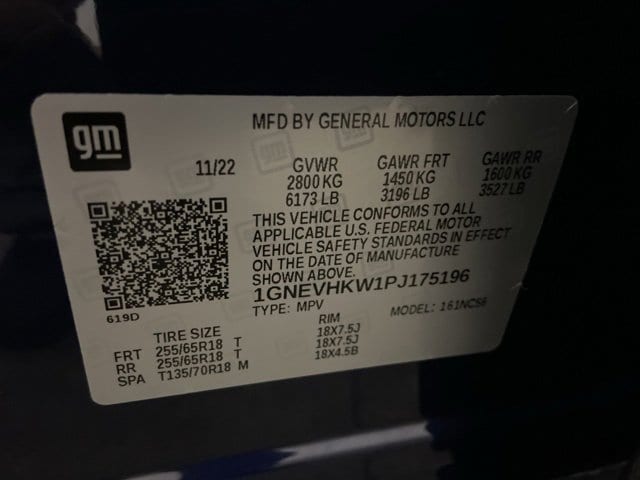 gm
MFD BY GENERAL MOTORS LLC
11/22
GVWR GAWR FRT GAWR RR
2800 KG 1450 KG 1600 KG
6173 LB 3196 LB 3527 LB
THIS VEHICLE CONFORMS TO ALL
APPLICABLE U.S. FEDERAL MOTOR
VEHICLE SAFETY STANDARDS IN EFFECT
ON THE DATE OF MANUFACTURE
SHOWN ABOVE.
1GNEVHKW1PJ175196
619D
TYPE: MPV MODEL: 161NC56
TIRE SIZE RIM
FRT 255/65R18 T 18X7.5J
RR 255/65R18 T 18X7.5J
SPA T135/70R18 M 18X4.5B